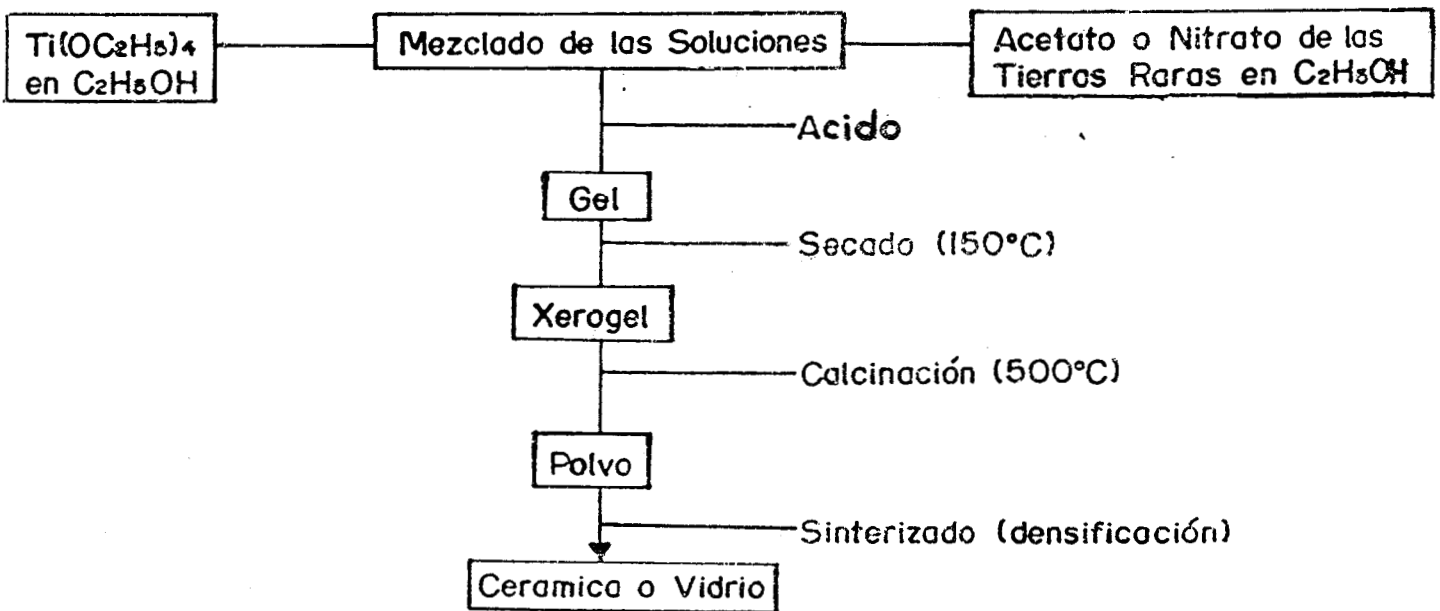 Ti(OC2H5)4
en C2H5OH
Mezclado de las Soluciones
Acetato o Nitrato de las
Tierras Raras en C2H5OH
Acido
Gel
Secado (150°C)
Xerogel
Calcinación (500°C)
Polvo
Sinterizado (densificación)
Ceramica o Vidrio